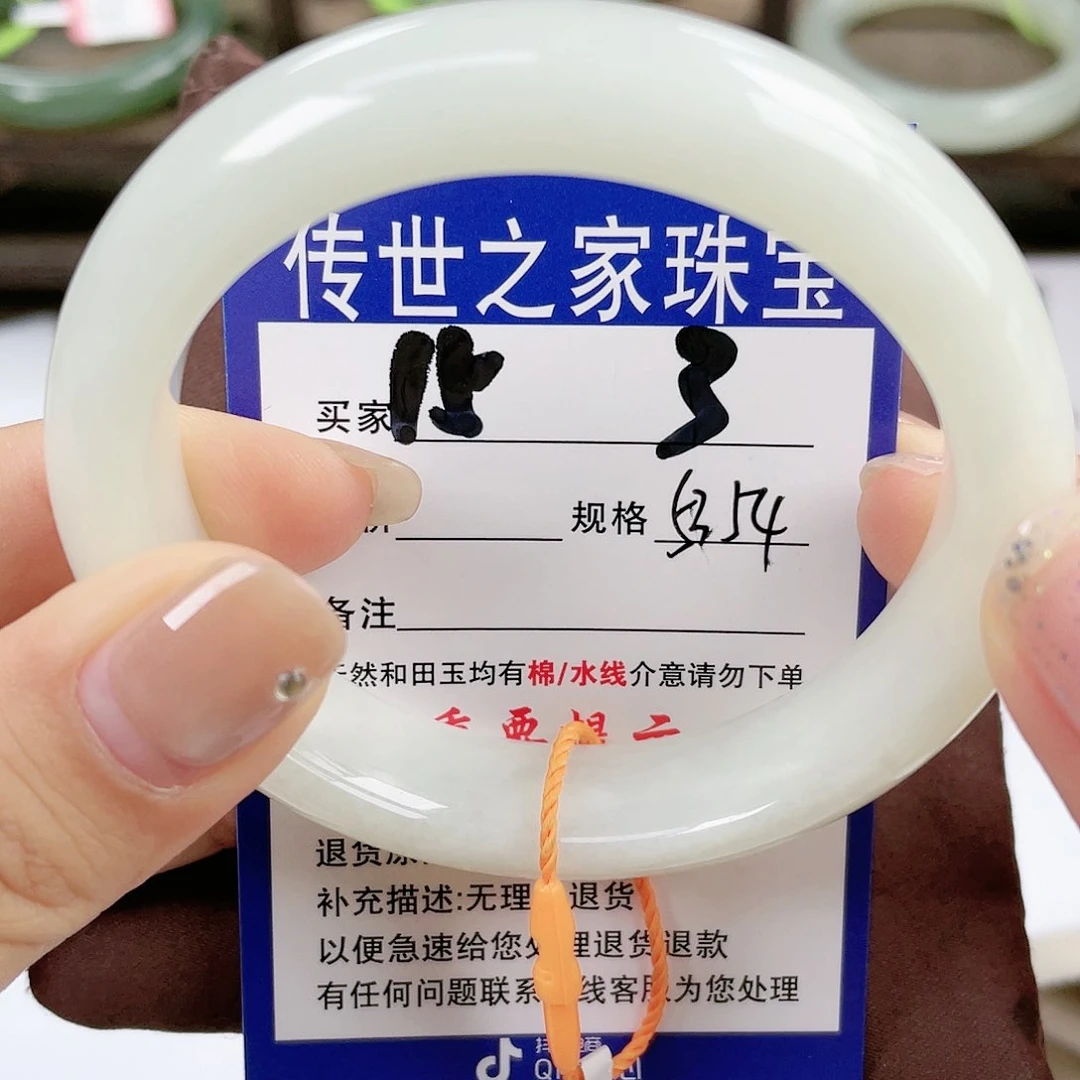 传世之家珠宝
买家 3
规格 54
备注
然和田玉均有棉/水线介意请勿下单
退货
补充描述:无理 退货
以便急速给您处理退货退款
有任何问题联系 线客服为您处理